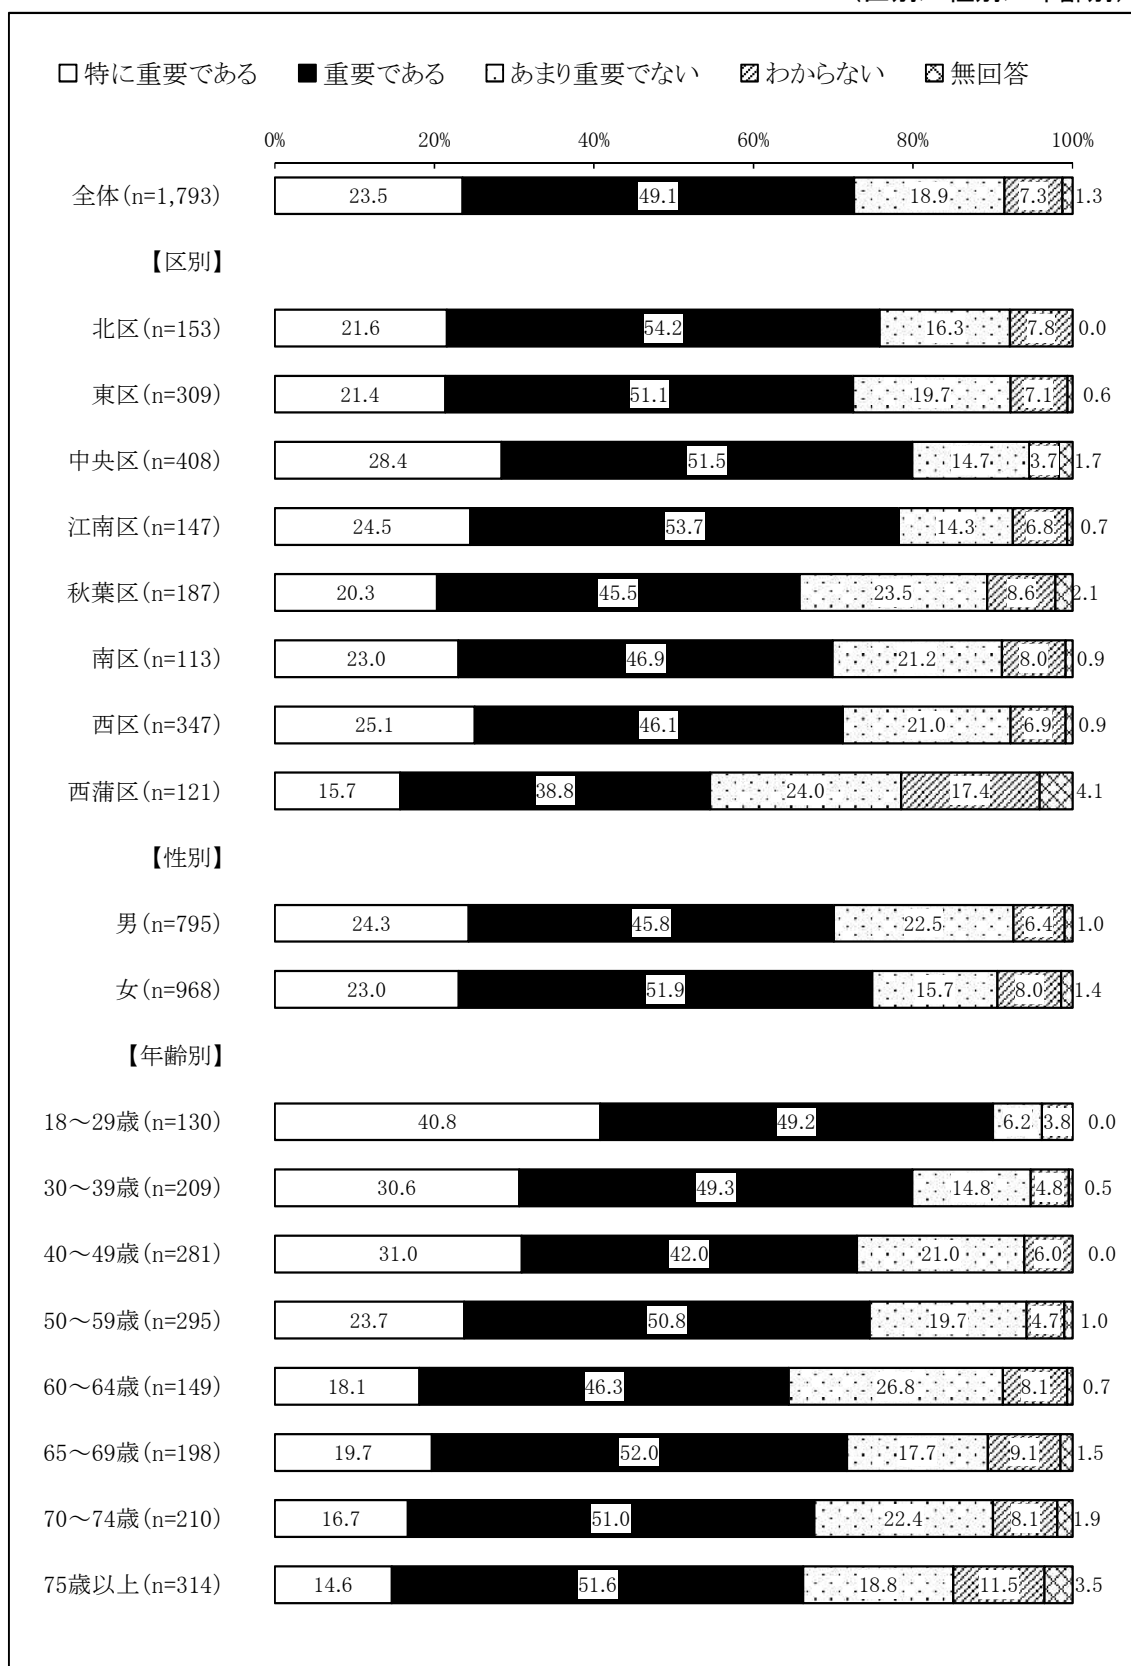 特に重要である 重要である あまり重要でない わからない 無回答
0% 20% 40% 60% 80% 100%
全体(n=1,793) 23.5 49.1 18.9 7.3 1.3
【区別】
北区(n=153) 21.6 54.2 16.3 7.8 0.0
東区(n=309) 21.4 51.1 19.7 7.1 0.6
中央区(n=408) 28.4 51.5 14.7 3.7 1.7
江南区(n=147) 24.5 53.7 14.3 6.8 0.7
秋葉区(n=187) 20.3 45.5 23.5 8.6 2.1
南区(n=113) 23.0 46.9 21.2 8.0 0.9
西区(n=347) 25.1 46.1 21.0 6.9 0.9
西蒲区(n=121) 15.7 38.8 24.0 17.4 4.1
【性別】
男(n=795) 24.3 45.8 22.5 6.4 1.0
女(n=968) 23.0 51.9 15.7 8.0 1.4
【年齢別】
18～29歳(n=130) 40.8 49.2 6.2 3.8 0.0
30～39歳(n=209) 30.6 49.3 14.8 4.8 0.5
40～49歳(n=281) 31.0 42.0 21.0 6.0 0.0
50～59歳(n=295) 23.7 50.8 19.7 4.7 1.0
60～64歳(n=149) 18.1 46.3 26.8 8.1 0.7
65～69歳(n=198) 19.7 52.0 17.7 9.1 1.5
70～74歳(n=210) 16.7 51.0 22.4 8.1 1.9
75歳以上(n=314) 14.6 51.6 18.8 11.5 3.5